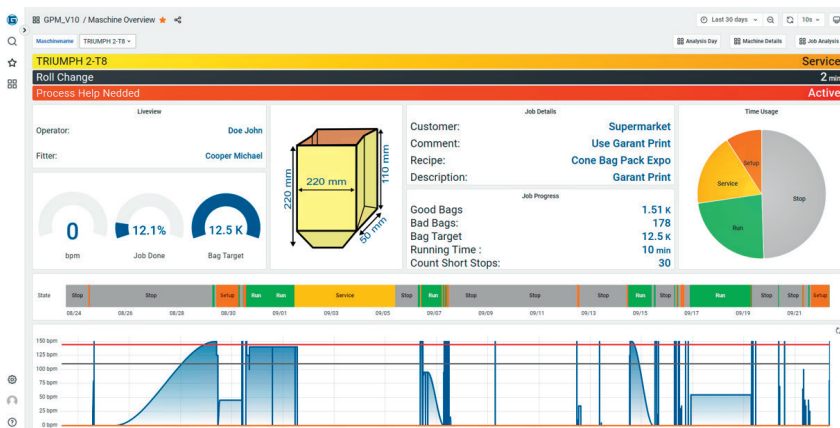 GPM_V10 / Maschine Overview
Last 30 days
10s
Maschinename TRIUMPH 2-T8
Analysis Day Machine Details Job Analysis
TRIUMPH 2-T8 Service
Roll Change 2 min
Process Help Nedded Active
Liveview
Operator: Doe John
Fitter: Cooper Michael
0
bpm
12.1%
Job Done
12.5 K
Bag Target
220 mm
220 mm
110 mm
50 mm
Job Details
Customer: Supermarket
Comment: Use Garant Print
Recipe: Cone Bag Pack Expo
Description: Garant Print
Job Progress
Good Bags 1.51 K
Bad Bags: 178
Bag Target 12.5 K
Running Time : 10 min
Count Short Stops: 30
Time Usage
Setup
Service
Stop
Run
State Stop Stop Setup Run Run Service Stop Run Stop Stop Stop Run Stop Run Stop Stop Setup
08/24 08/26 08/28 08/30 09/01 09/03 09/05 09/07 09/09 09/11 09/13 09/15 09/17 09/19 09/21
150 bpm
125 bpm
100 bpm
75 bpm
50 bpm
25 bpm
0 bpm